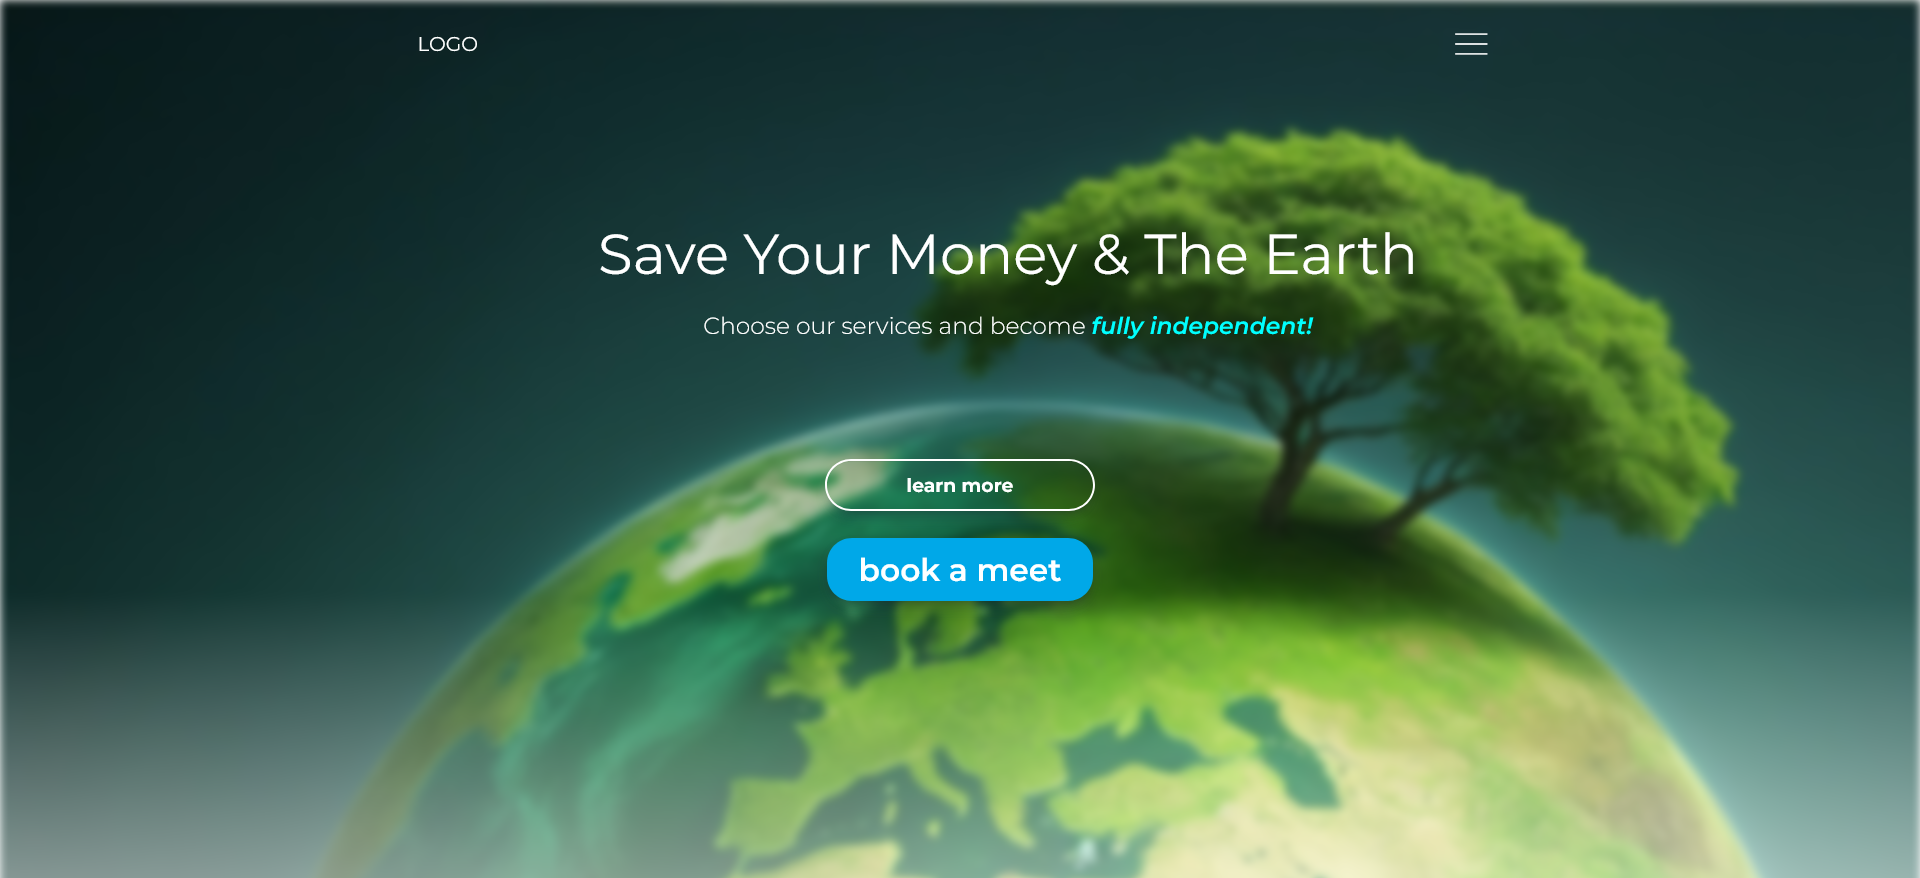 LOGO
Save Your Money & The Earth
Choose our services and become fully independent!
learn more
book a meet